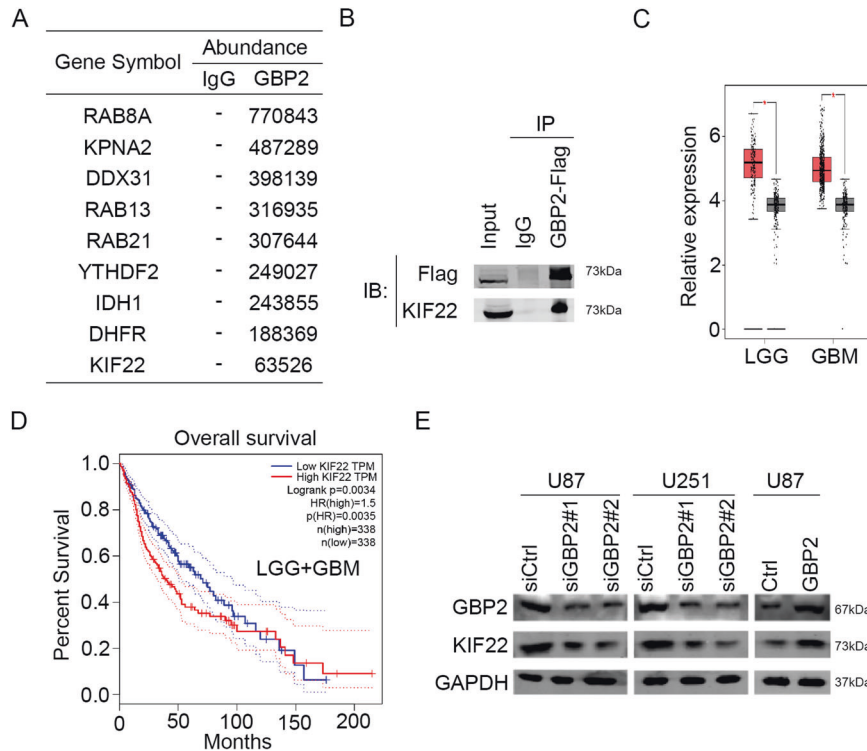 A
Gene Symbol Abundance
IgG GBP2
RAB8A - 770843
KPNA2 - 487289
DDX31 - 398139
RAB13 - 316935
RAB21 - 307644
YTHDF2 - 249027
IDH1 - 243855
DHFR - 188369
KIF22 - 63526
B
IP
Input IgG GBP2-Flag
IB:
Flag 73kDa
KIF22 73kDa
C
Relative expression
6
4
2
0
LGG GBM
D
Overall survival
Low KIF22 TPM
High KIF22 TPM
Logrank p=0.0034
HR(high)=1.5
p(HR)=0.0035
n(high)=338
n(low)=338
LGG+GBM
Percent Survival
1.0
0.8
0.6
0.4
0.2
0.0
0 50 100 150 200
Months
E
U87 U251 U87
siCtrl siGBP2#1 siGBP2#2 siCtrl siGBP2#1 siGBP2#2 Ctrl GBP2
GBP2 67kDa
KIF22 73kDa
GAPDH 37kDa